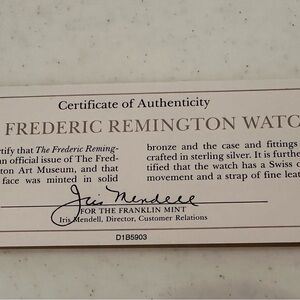 Certificate of Authenticity
FREDERIC REMINGTON WATC
rtify that The Frederic Reming-
an official issue of The Fred-
ton Art Museum, and that
face was minted in solid
bronze and the case and fittings
crafted in sterling silver. It is further
tified that the watch has a Swiss
movement and a strap of fine leat
Iris Mendell
FOR THE FRANKLIN MINT
Iris Mendell, Director, Customer Relations
D1B5903